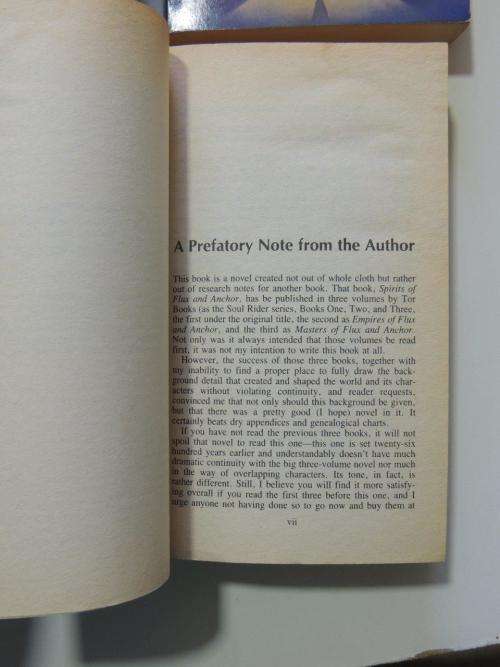 A Prefatory Note from the Author
This book is a novel created not out of whole cloth but rather
out of research notes for another book. That book, Spirits of
Flux and Anchor, has be published in three volumes by Tor
Books (as the Soul Rider series, Books One, Two, and Three,
the first under the original title, the second as Empires of Flux
and Anchor, and the third as Masters of Flux and Anchor.
Not only was it always intended that those volumes be read
first, it was not my intention to write this book at all.
However, the success of those three books, together with
my inability to find a proper place to fully draw the back-
ground detail that created and shaped the world and its char-
acters without violating continuity, and reader requests,
convinced me that not only should this background be given,
but that there was a pretty good (I hope) novel in it. It
certainly beats dry appendices and genealogical charts.
If you have not read the previous three books, it will not
spoil that novel to read this one—this one is set twenty-six
hundred years earlier and understandably doesn't have much
dramatic continuity with the big three-volume novel nor much
in the way of overlapping characters. Its tone, in fact, is
rather different. Still, I believe you will find it more satisfy-
ing overall if you read the first three before this one, and I
urge anyone not having done so to go now and buy them at
vii